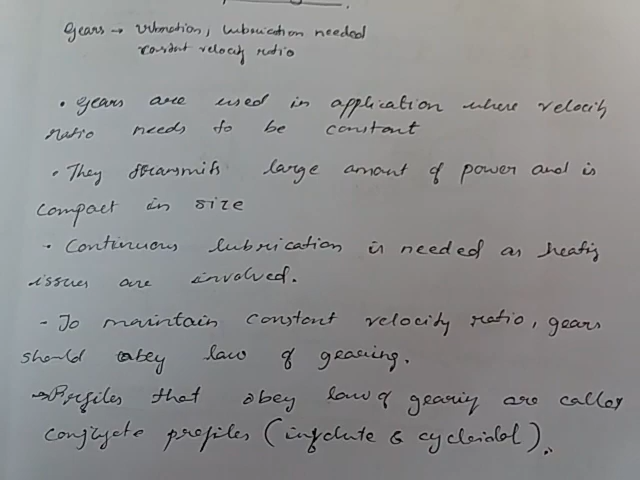 Gears → vibration, lubrication needed
constant velocity ratio
• Gears are used in application where velocity
ratio needs to be constant
• They transmits large amount of power and is
compact in size
• Continuous lubrication is needed as heating
issues are involved.
- To maintain constant velocity ratio, gears
should obey law of gearing.
→ Profiles that obey law of gearing are called
conjugate profiles (involute & cycloidal).